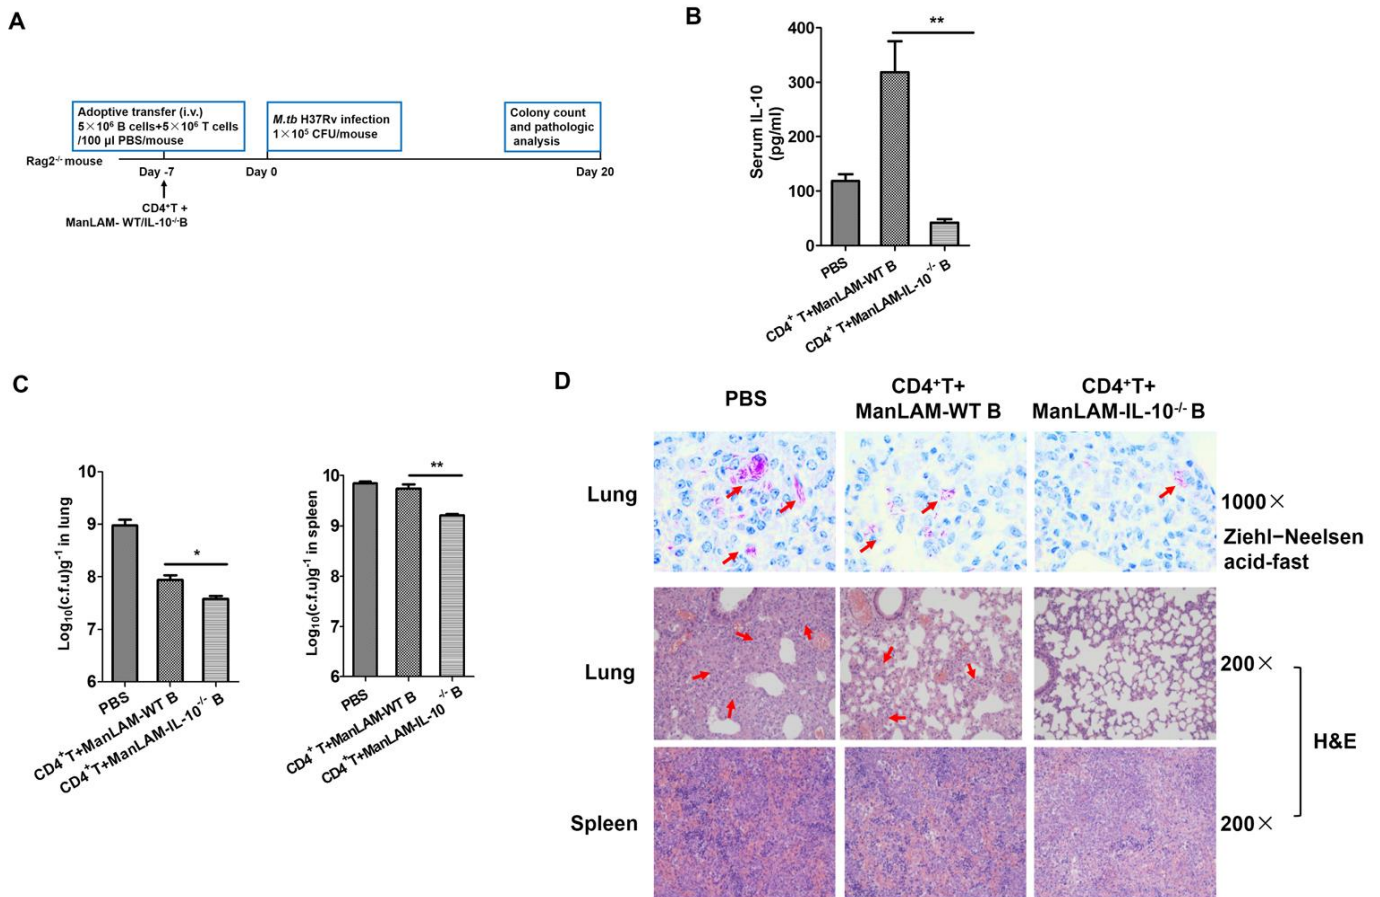 A
Adoptive transfer (i.v.)
5×10⁶ B cells+5×10⁶ T cells
/100 µl PBS/mouse
M.tb H37Rv infection
1×10⁵ CFU/mouse
Colony count
and pathologic
analysis
Rag2⁻/⁻ mouse
Day -7
Day 0
Day 20
CD4⁺T +
ManLAM- WT/IL-10⁻/⁻B
B
**
Serum IL-10
(pg/ml)
400
300
200
100
0
PBS
CD4⁺ T+ManLAM-WT B
CD4⁺ T+ManLAM-IL-10⁻/⁻ B
C
Log₁₀(c.f.u)g⁻¹ in lung
10
9
8
7
6
*
PBS
CD4⁺T+ManLAM-WT B
CD4⁺T+ManLAM-IL-10⁻/⁻ B
Log₁₀(c.f.u)g⁻¹ in spleen
10
9
8
7
6
**
PBS
CD4⁺ T+ManLAM-WT B
CD4⁺T+ManLAM-IL-10⁻/⁻ B
D
PBS
CD4⁺T+
ManLAM-WT B
CD4⁺T+
ManLAM-IL-10⁻/⁻ B
Lung
1000×
Ziehl–Neelsen
acid-fast
Lung
200×
H&E
Spleen
200×